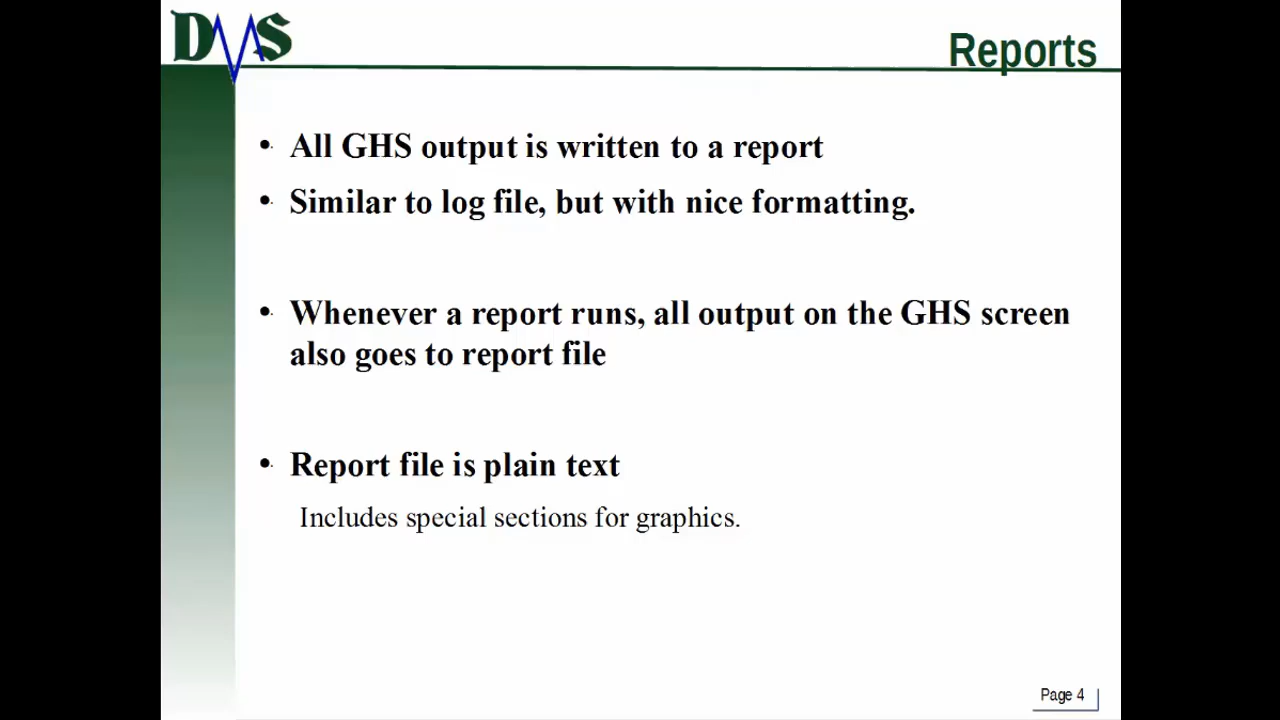 DMS
Reports
• All GHS output is written to a report
• Similar to log file, but with nice formatting.
• Whenever a report runs, all output on the GHS screen
also goes to report file
• Report file is plain text
Includes special sections for graphics.
Page 4